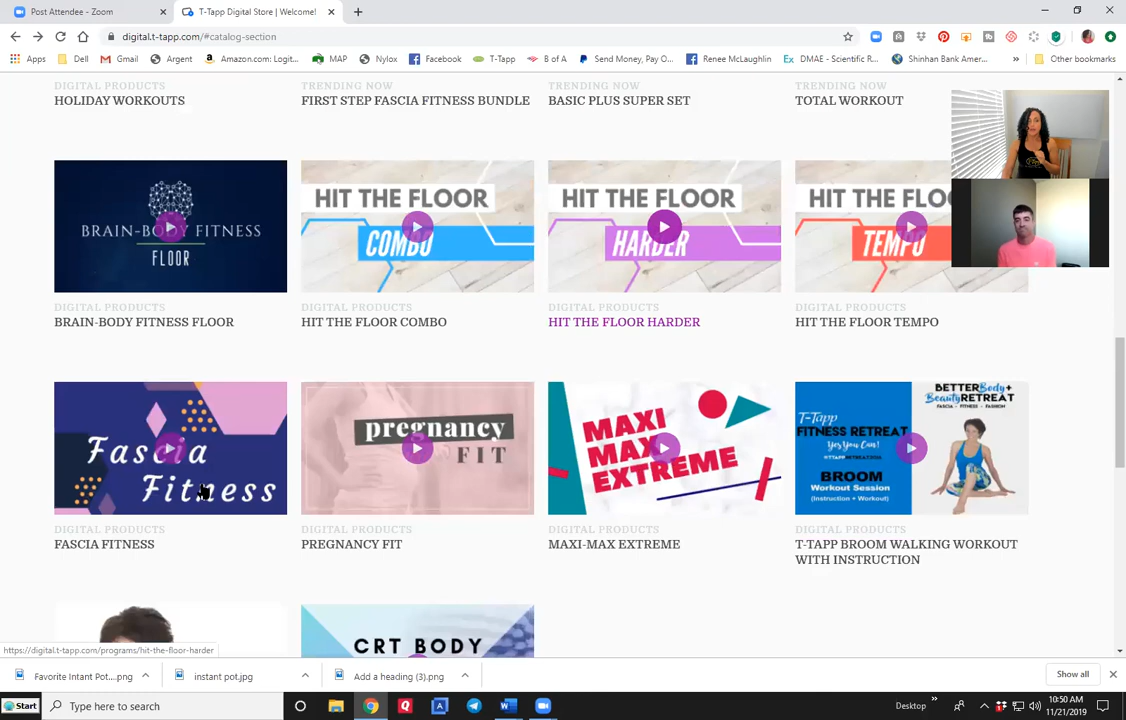 Post Attendee - Zoom
T-Tapp Digital Store | Welcome!
digital.t-tapp.com/#catalog-section
Apps
Dell
Gmail
Argent
Amazon.com: Logit...
MAP
Nylox
Facebook
T-Tapp
B of A
Send Money, Pay O...
Renee McLaughlin
DMAE - Scientific R...
Shinhan Bank Amer...
»
Other bookmarks
DIGITAL PRODUCTS
HOLIDAY WORKOUTS
TRENDING NOW
FIRST STEP FASCIA FITNESS BUNDLE
TRENDING NOW
BASIC PLUS SUPER SET
TRENDING NOW
TOTAL WORKOUT
BRAIN-BODY FITNESS
FLOOR
HIT THE FLOOR
COMBO
HIT THE FLOOR
HARDER
HIT THE FLO
TEMPO
DIGITAL PRODUCTS
BRAIN-BODY FITNESS FLOOR
DIGITAL PRODUCTS
HIT THE FLOOR COMBO
DIGITAL PRODUCTS
HIT THE FLOOR HARDER
DIGITAL PRODUCTS
HIT THE FLOOR TEMPO
Fascia
Fitness
pregnancy
FIT
MAXI
MAX
EXTREME
T-Tapp
FITNESS RETREAT
Yes You Can!
@TTAPPRETREAT2020
BROOM
Workout Session
(Instruction + Workout)
BETTER Body +
Beauty RETREAT
FASCIA - FITNESS - FASHION
DIGITAL PRODUCTS
FASCIA FITNESS
DIGITAL PRODUCTS
PREGNANCY FIT
DIGITAL PRODUCTS
MAXI-MAX EXTREME
DIGITAL PRODUCTS
T-TAPP BROOM WALKING WORKOUT
WITH INSTRUCTION
CRT BODY
https://digital.t-tapp.com/programs/hit-the-floor-harder
Favorite Intant Pot....png
instant pot.jpg
Add a heading (3).png
Show all
Start
Type here to search
Desktop
»
10:50 AM
11/21/2019